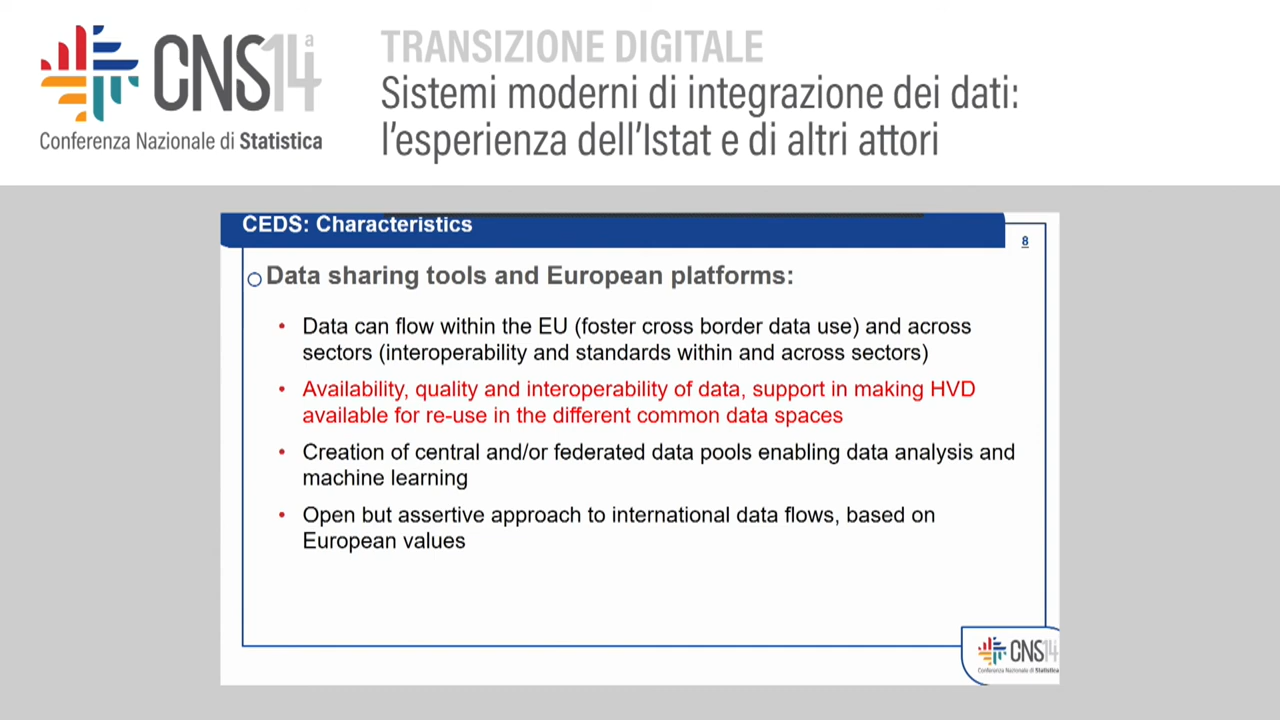 CNS14ª
Conferenza Nazionale di Statistica
TRANSIZIONE DIGITALE
Sistemi moderni di integrazione dei dati:
l'esperienza dell'Istat e di altri attori
CEDS: Characteristics
8
Data sharing tools and European platforms:
• Data can flow within the EU (foster cross border data use) and across
sectors (interoperability and standards within and across sectors)
• Availability, quality and interoperability of data, support in making HVD
available for re-use in the different common data spaces
• Creation of central and/or federated data pools enabling data analysis and
machine learning
• Open but assertive approach to international data flows, based on
European values
CNS14
Conferenza Nazionale di Statistica